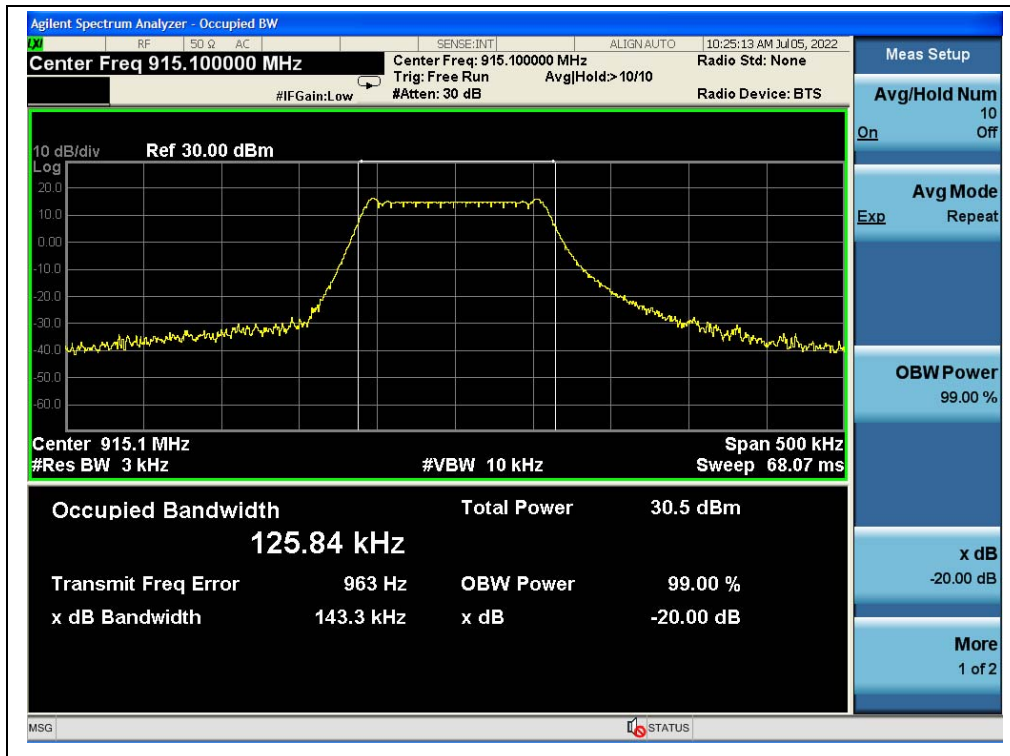 Agilent Spectrum Analyzer - Occupied BW
LXI RF 50 Ω AC SENSE:INT ALIGN AUTO 10:25:13 AM Jul 05, 2022
Center Freq 915.100000 MHz
Center Freq: 915.100000 MHz
Radio Std: None
Trig: Free Run Avg|Hold:>10/10
#IFGain:Low
#Atten: 30 dB
Radio Device: BTS
10 dB/div Ref 30.00 dBm
Log
20.0
10.0
0.00
-10.0
-20.0
-30.0
-40.0
-50.0
-60.0
Center 915.1 MHz
Span 500 kHz
#Res BW 3 kHz
#VBW 10 kHz
Sweep 68.07 ms
Occupied Bandwidth
Total Power 30.5 dBm
125.84 kHz
Transmit Freq Error 963 Hz
OBW Power 99.00 %
x dB Bandwidth 143.3 kHz
x dB -20.00 dB
Meas Setup
Avg/Hold Num
10
On Off
Avg Mode
Exp Repeat
OBW Power
99.00 %
x dB
-20.00 dB
More
1 of 2
MSG
STATUS